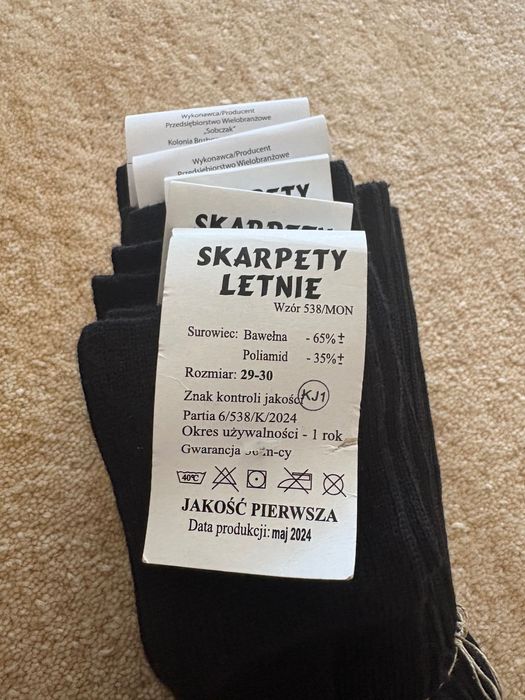 Wykonawca/Producent
Przedsiębiorstwo Wielobranżowe
„Sobczak"
Kolonia
Wykonawca/Producent
Przedsiębiorstwo Wielobranżowe
SKARPETY
SKARPETY
LETNIE
Wzór 538/MON
Surowiec: Bawełna - 65%±
Poliamid - 35%±
Rozmiar: 29-30
Znak kontroli jakości KJ1
Partia 6/538/K/2024
Okres używalności - 1 rok
Gwarancja m-cy
40°C
JAKOŚĆ PIERWSZA
Data produkcji: maj 2024